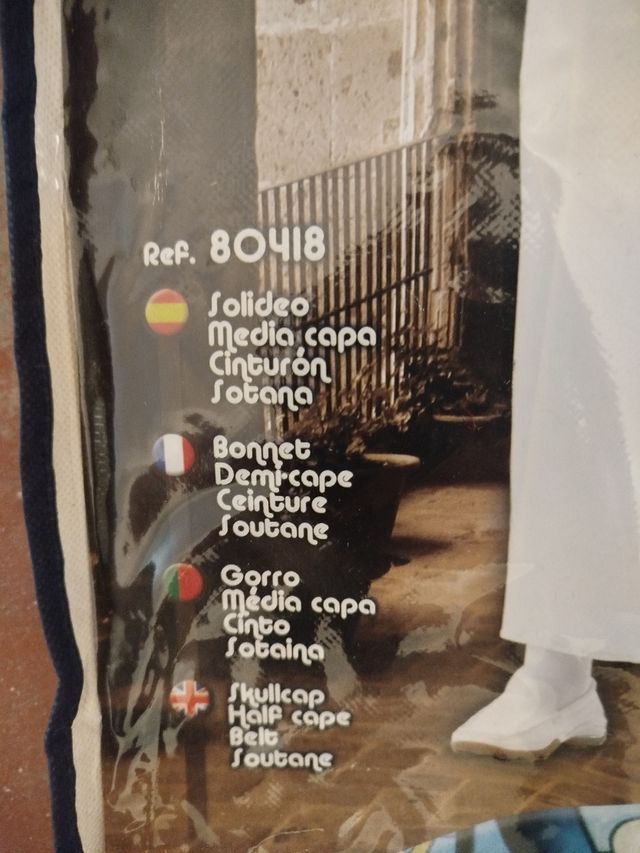 Ref. 80418
Solideo
Media capa
Cinturón
Sotana
Bonnet
Demi-cape
Ceinture
Soutane
Gorro
Média capa
Cinto
Sotaina
Skullcap
Half cape
Belt
Soutane